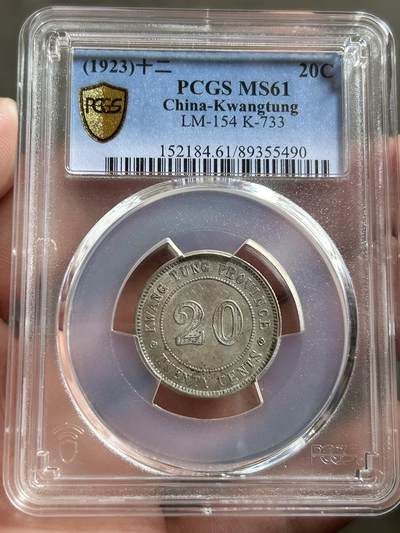 (1923)十二 20C
PCGS MS61
China-Kwangtung
LM-154 K-733
152184.61/89355490
PCGS
KWANG-TUNG PROVINCE
20
TWENTY CENTS
PCGS